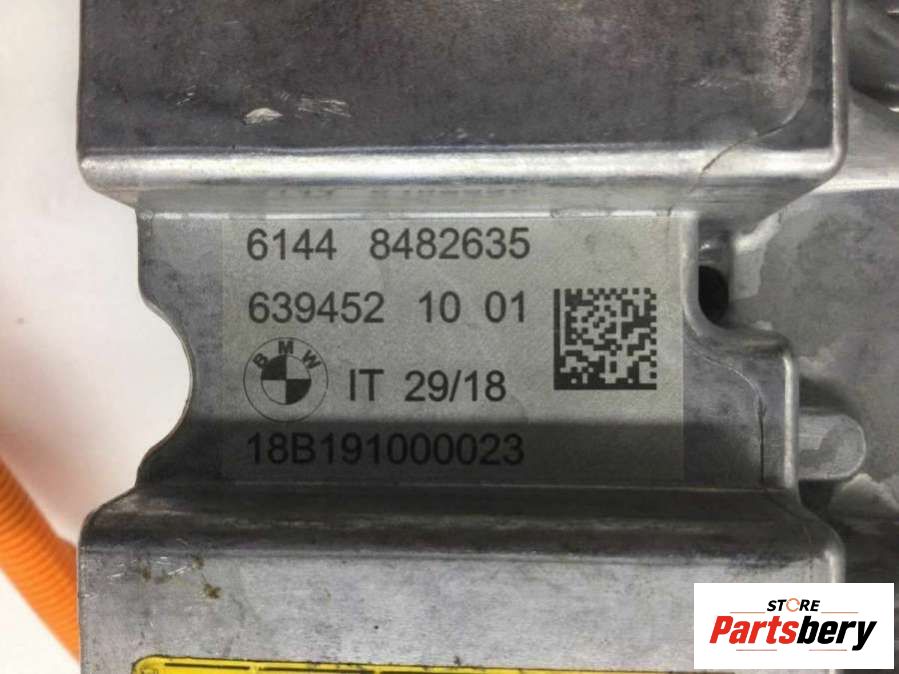 6144 8482635
639452 10 01
BMW
IT 29/18
18B191000023
STORE
Partsbery